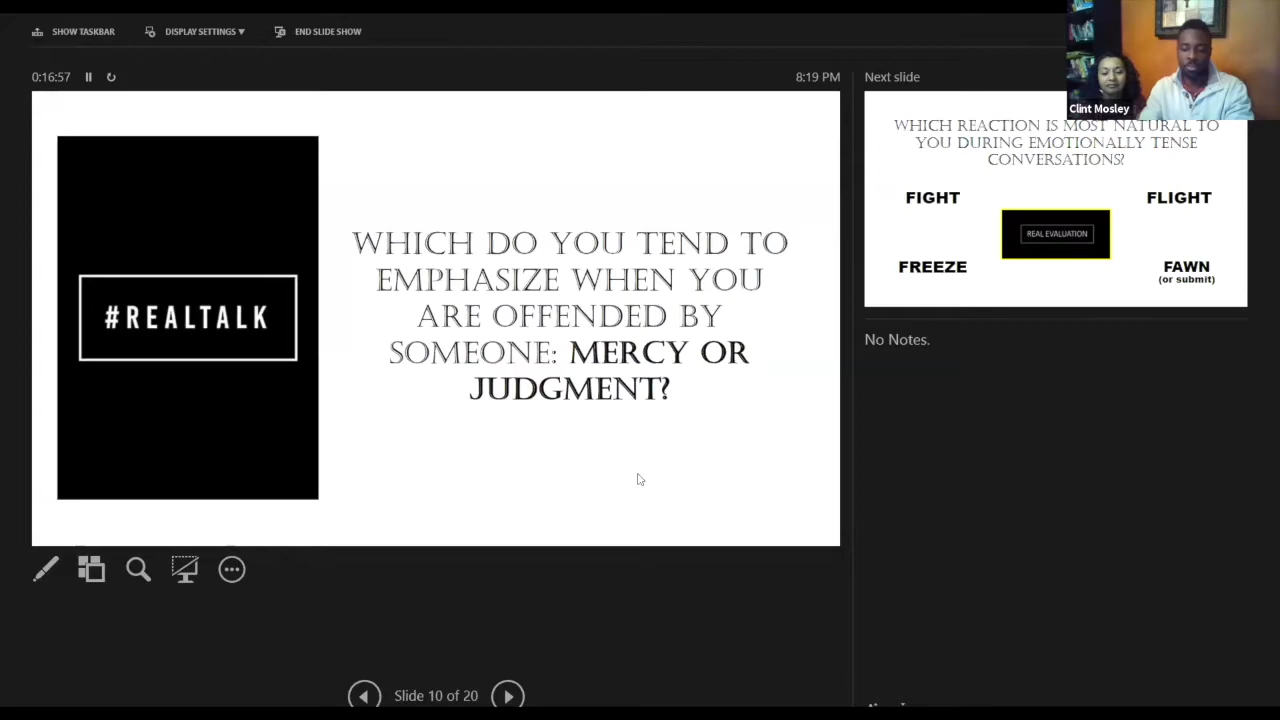 SHOW TASKBAR
DISPLAY SETTINGS ▼
END SLIDE SHOW
0:16:57
8:19 PM
#REALTALK
WHICH DO YOU TEND TO
EMPHASIZE WHEN YOU
ARE OFFENDED BY
SOMEONE: MERCY OR
JUDGMENT?
Slide 10 of 20
Next slide
Clint Mosley
WHICH REACTION IS MOST NATURAL TO
YOU DURING EMOTIONALLY TENSE
CONVERSATIONS?
FIGHT
FLIGHT
REAL EVALUATION
FREEZE
FAWN
(or submit)
No Notes.